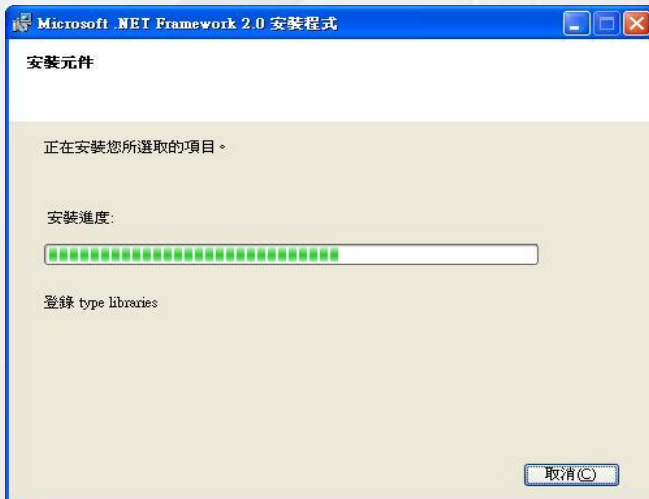 Microsoft .NET Framework 2.0 安裝程式
安裝元件
正在安裝您所選取的項目。
安裝進度:
登錄 type libraries
取消(C)